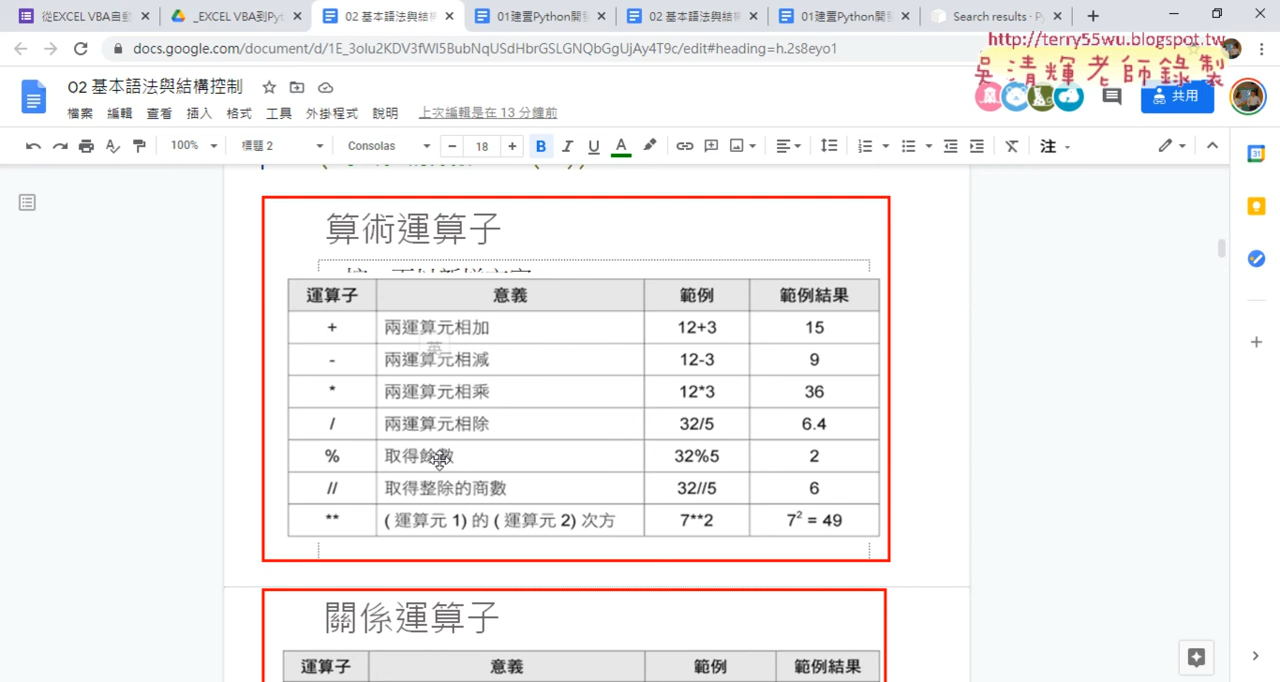 從EXCEL VBA自動
_EXCEL VBA到Pyt
02 基本語法與結構
01建置Python開發
02 基本語法與結構
01建置Python開發
Search results · Py
docs.google.com/document/d/1E_3olu2KDV3fWI5BubNqUSdHbrGSLGNQbGgUjAy4T9c/edit#heading=h.2s8eyo1
http://terry55wu.blogspot.tw
吳清輝老師錄製
02 基本語法與結構控制
檔案 編輯 查看 插入 格式 工具 外掛程式 說明 上次編輯是在 13 分鐘前
共用
100% 標題 2 Consolas 18 B I U A 注
算術運算子
運算子 意義 範例 範例結果
+ 兩運算元相加 12+3 15
- 兩運算元相減 12-3 9
* 兩運算元相乘 12*3 36
/ 兩運算元相除 32/5 6.4
% 取得餘數 32%5 2
// 取得整除的商數 32//5 6
** ( 運算元 1) 的 ( 運算元 2) 次方 7**2 7² = 49
英
關係運算子
運算子 意義 範例 範例結果